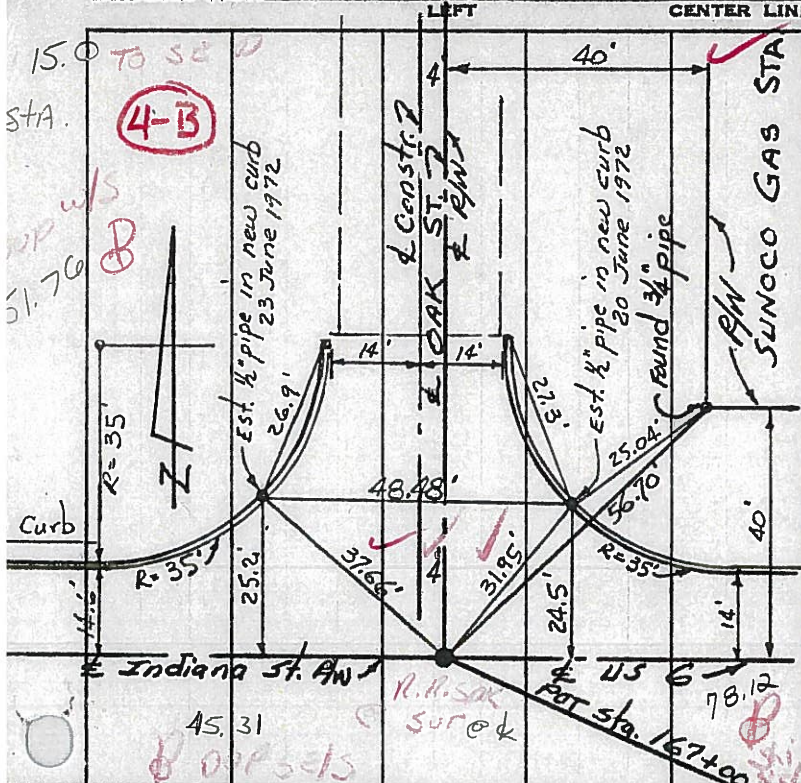 LEFT
CENTER LIN
15.0 TO SE D
STA.
4-B
40'
4
¢ Constr.
OAK ST.
¢ R/W
Est. ½" pipe in new curb
23 June 1972
Est. ½" pipe in new curb
20 June 1972
Found ¾" pipe
R/W
SUNOCO GAS STA
w/s
51.76
14'
14'
¢
26.9'
27.3'
R=35'
Z
25.04'
56.70'
48.48'
40'
Curb
R=35'
R=35'
14.6'
25.2'
37.66'
4
31.95'
24.5'
14'
¢ Indiana St. R/W
¢ US 6
R.R. SPK
SUR @ ¢
POT Sta. 167+00
45.31
78.12